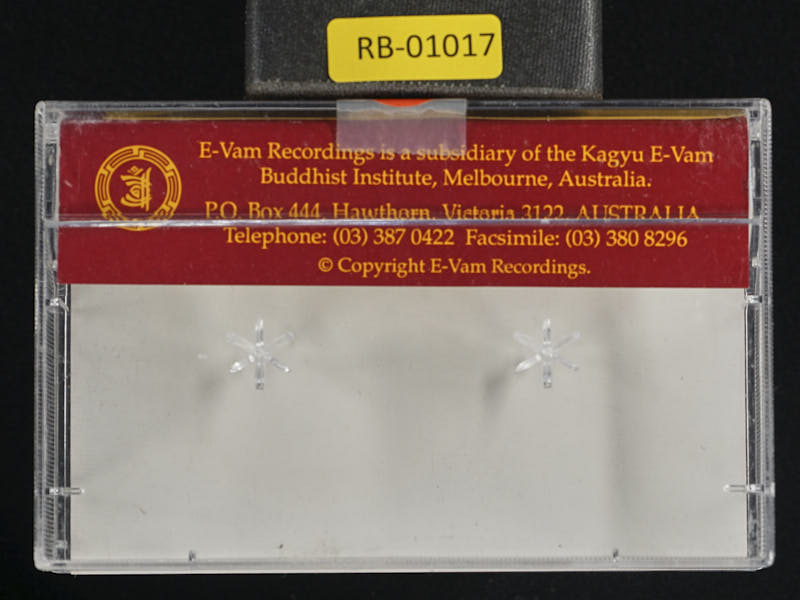 RB-01017
E-Vam Recordings is a subsidiary of the Kagyu E-Vam
Buddhist Institute, Melbourne, Australia.
P.O. Box 444, Hawthorn, Victoria 3122, AUSTRALIA
Telephone: (03) 387 0422 Facsimile: (03) 380 8296
© Copyright E-Vam Recordings.